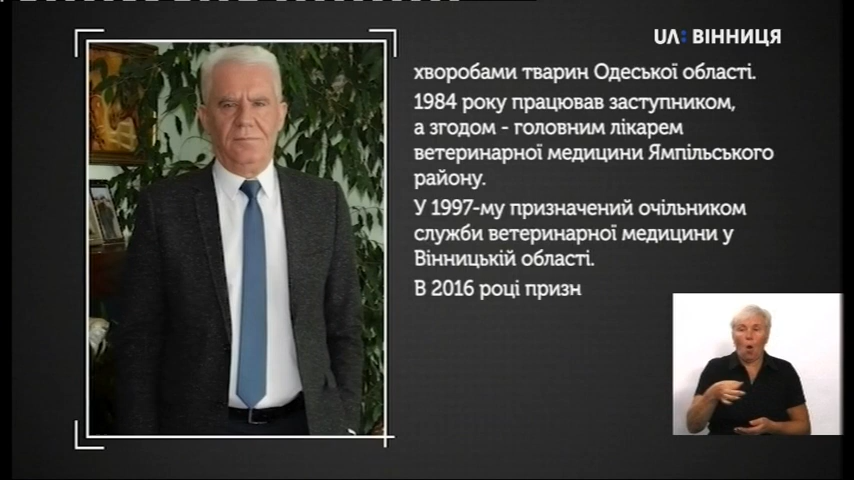 UA: ВІННИЦЯ
хворобами тварин Одеської області.
1984 року працював заступником,
а згодом - головним лікарем
ветеринарної медицини Ямпільського
району.
У 1997-му призначений очільником
служби ветеринарної медицини у
Вінницькій області.
В 2016 році призн